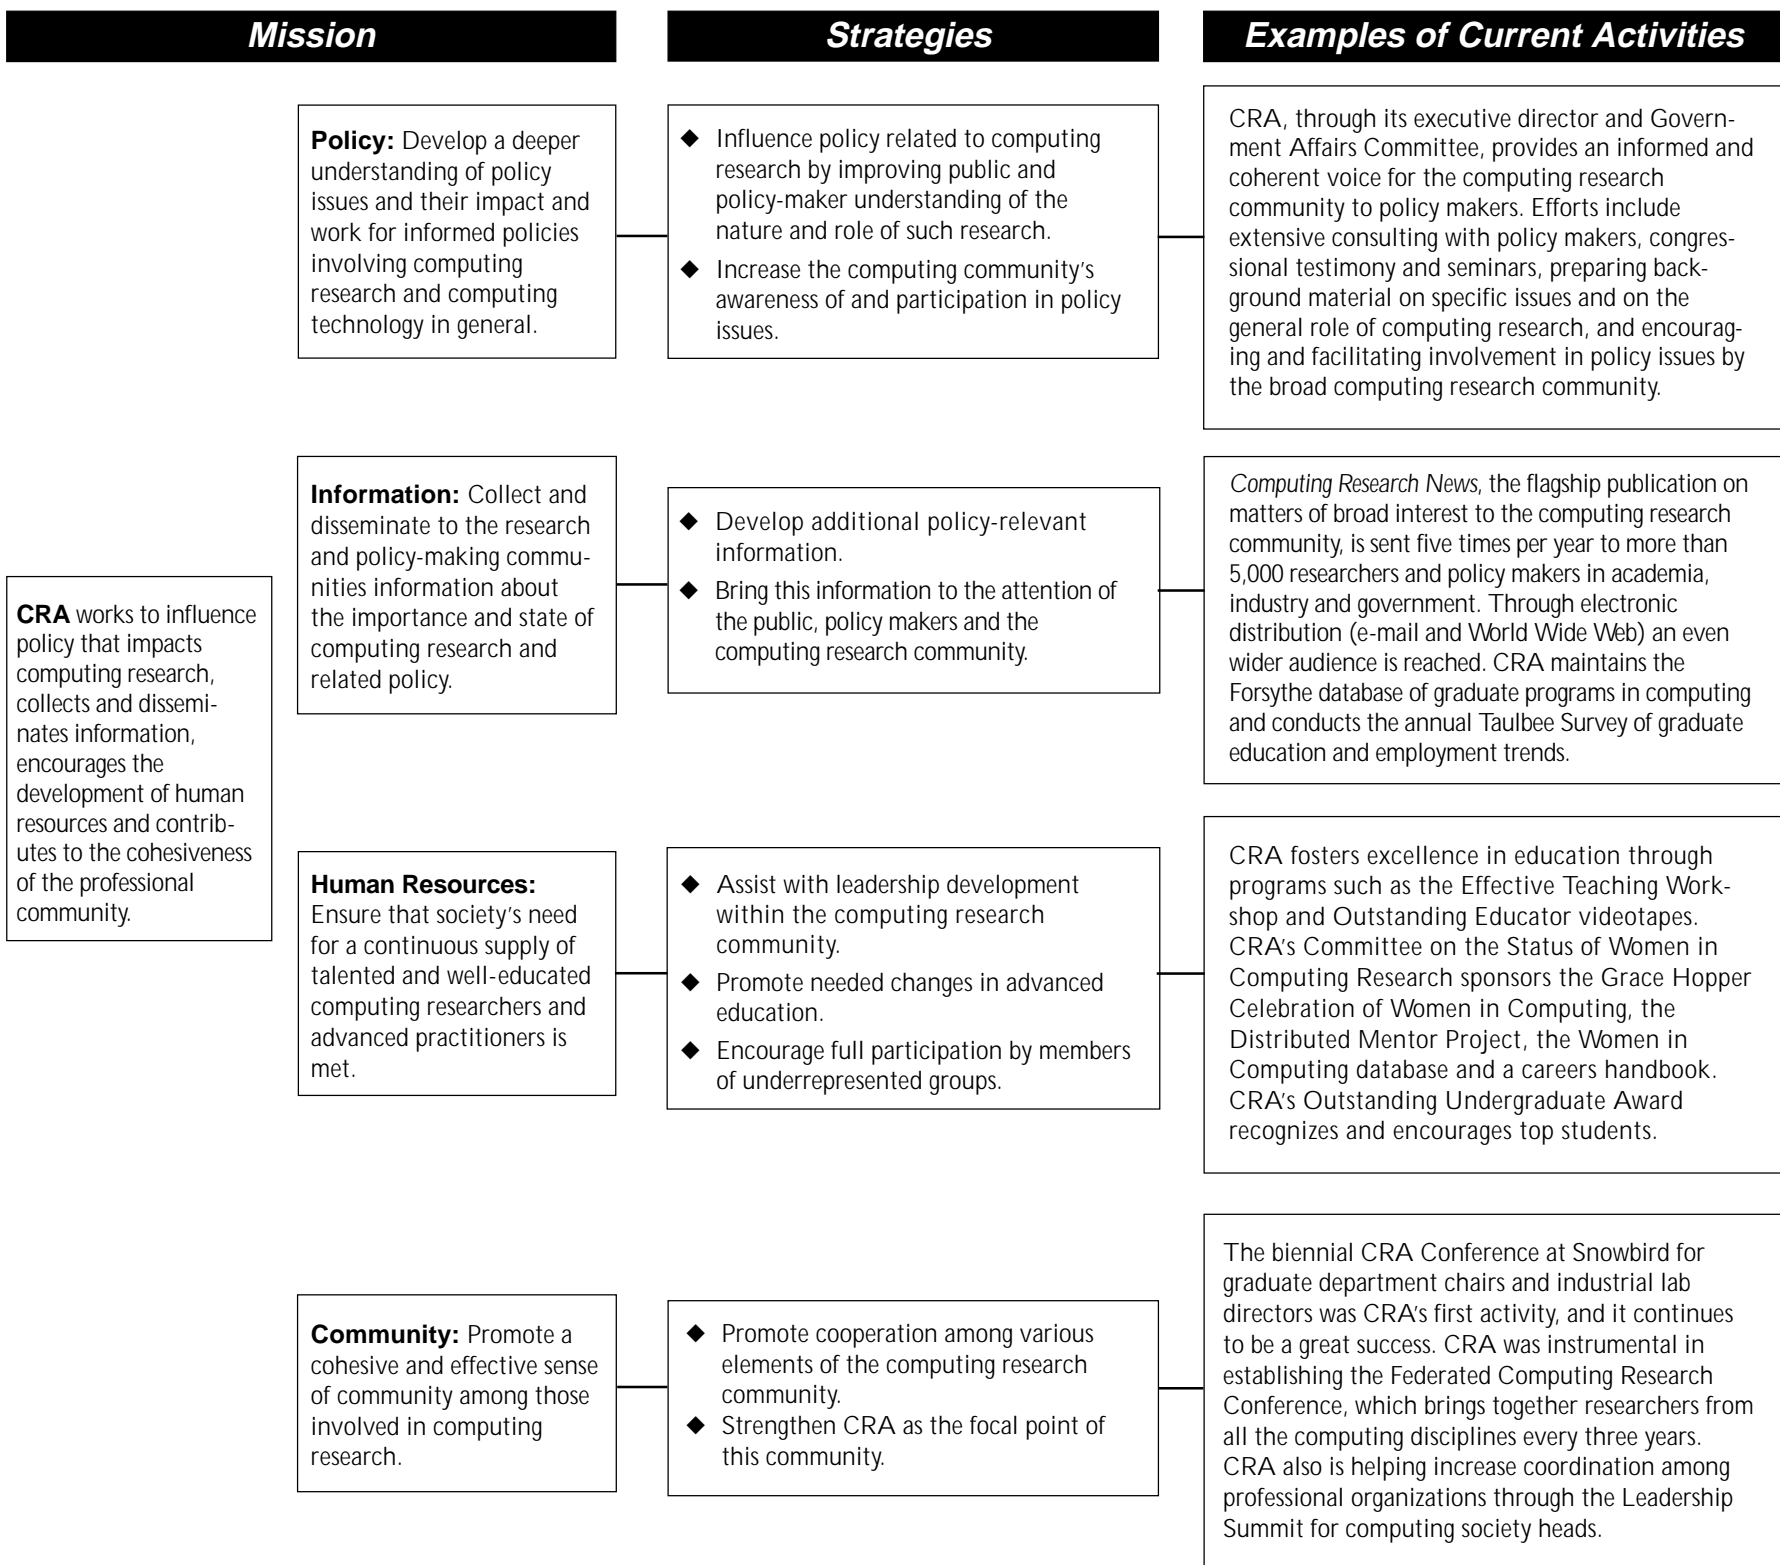 Mission
Strategies
Examples of Current Activities
CRA works to influence
policy that impacts
computing research,
collects and dissemi-
nates information,
encourages the
development of human
resources and contrib-
utes to the cohesiveness
of the professional
community.
Policy: Develop a deeper
understanding of policy
issues and their impact and
work for informed policies
involving computing
research and computing
technology in general.
◆ Influence policy related to computing
research by improving public and
policy-maker understanding of the
nature and role of such research.
◆ Increase the computing community's
awareness of and participation in policy
issues.
CRA, through its executive director and Govern-
ment Affairs Committee, provides an informed and
coherent voice for the computing research
community to policy makers. Efforts include
extensive consulting with policy makers, congres-
sional testimony and seminars, preparing back-
ground material on specific issues and on the
general role of computing research, and encourag-
ing and facilitating involvement in policy issues by
the broad computing research community.
Information: Collect and
disseminate to the research
and policy-making commu-
nities information about
the importance and state of
computing research and
related policy.
◆ Develop additional policy-relevant
information.
◆ Bring this information to the attention of
the public, policy makers and the
computing research community.
Computing Research News, the flagship publication on
matters of broad interest to the computing research
community, is sent five times per year to more than
5,000 researchers and policy makers in academia,
industry and government. Through electronic
distribution (e-mail and World Wide Web) an even
wider audience is reached. CRA maintains the
Forsythe database of graduate programs in computing
and conducts the annual Taulbee Survey of graduate
education and employment trends.
Human Resources:
Ensure that society's need
for a continuous supply of
talented and well-educated
computing researchers and
advanced practitioners is
met.
◆ Assist with leadership development
within the computing research
community.
◆ Promote needed changes in advanced
education.
◆ Encourage full participation by members
of underrepresented groups.
CRA fosters excellence in education through
programs such as the Effective Teaching Work-
shop and Outstanding Educator videotapes.
CRA's Committee on the Status of Women in
Computing Research sponsors the Grace Hopper
Celebration of Women in Computing, the
Distributed Mentor Project, the Women in
Computing database and a careers handbook.
CRA's Outstanding Undergraduate Award
recognizes and encourages top students.
Community: Promote a
cohesive and effective sense
of community among those
involved in computing
research.
◆ Promote cooperation among various
elements of the computing research
community.
◆ Strengthen CRA as the focal point of
this community.
The biennial CRA Conference at Snowbird for
graduate department chairs and industrial lab
directors was CRA's first activity, and it continues
to be a great success. CRA was instrumental in
establishing the Federated Computing Research
Conference, which brings together researchers from
all the computing disciplines every three years.
CRA also is helping increase coordination among
professional organizations through the Leadership
Summit for computing society heads.